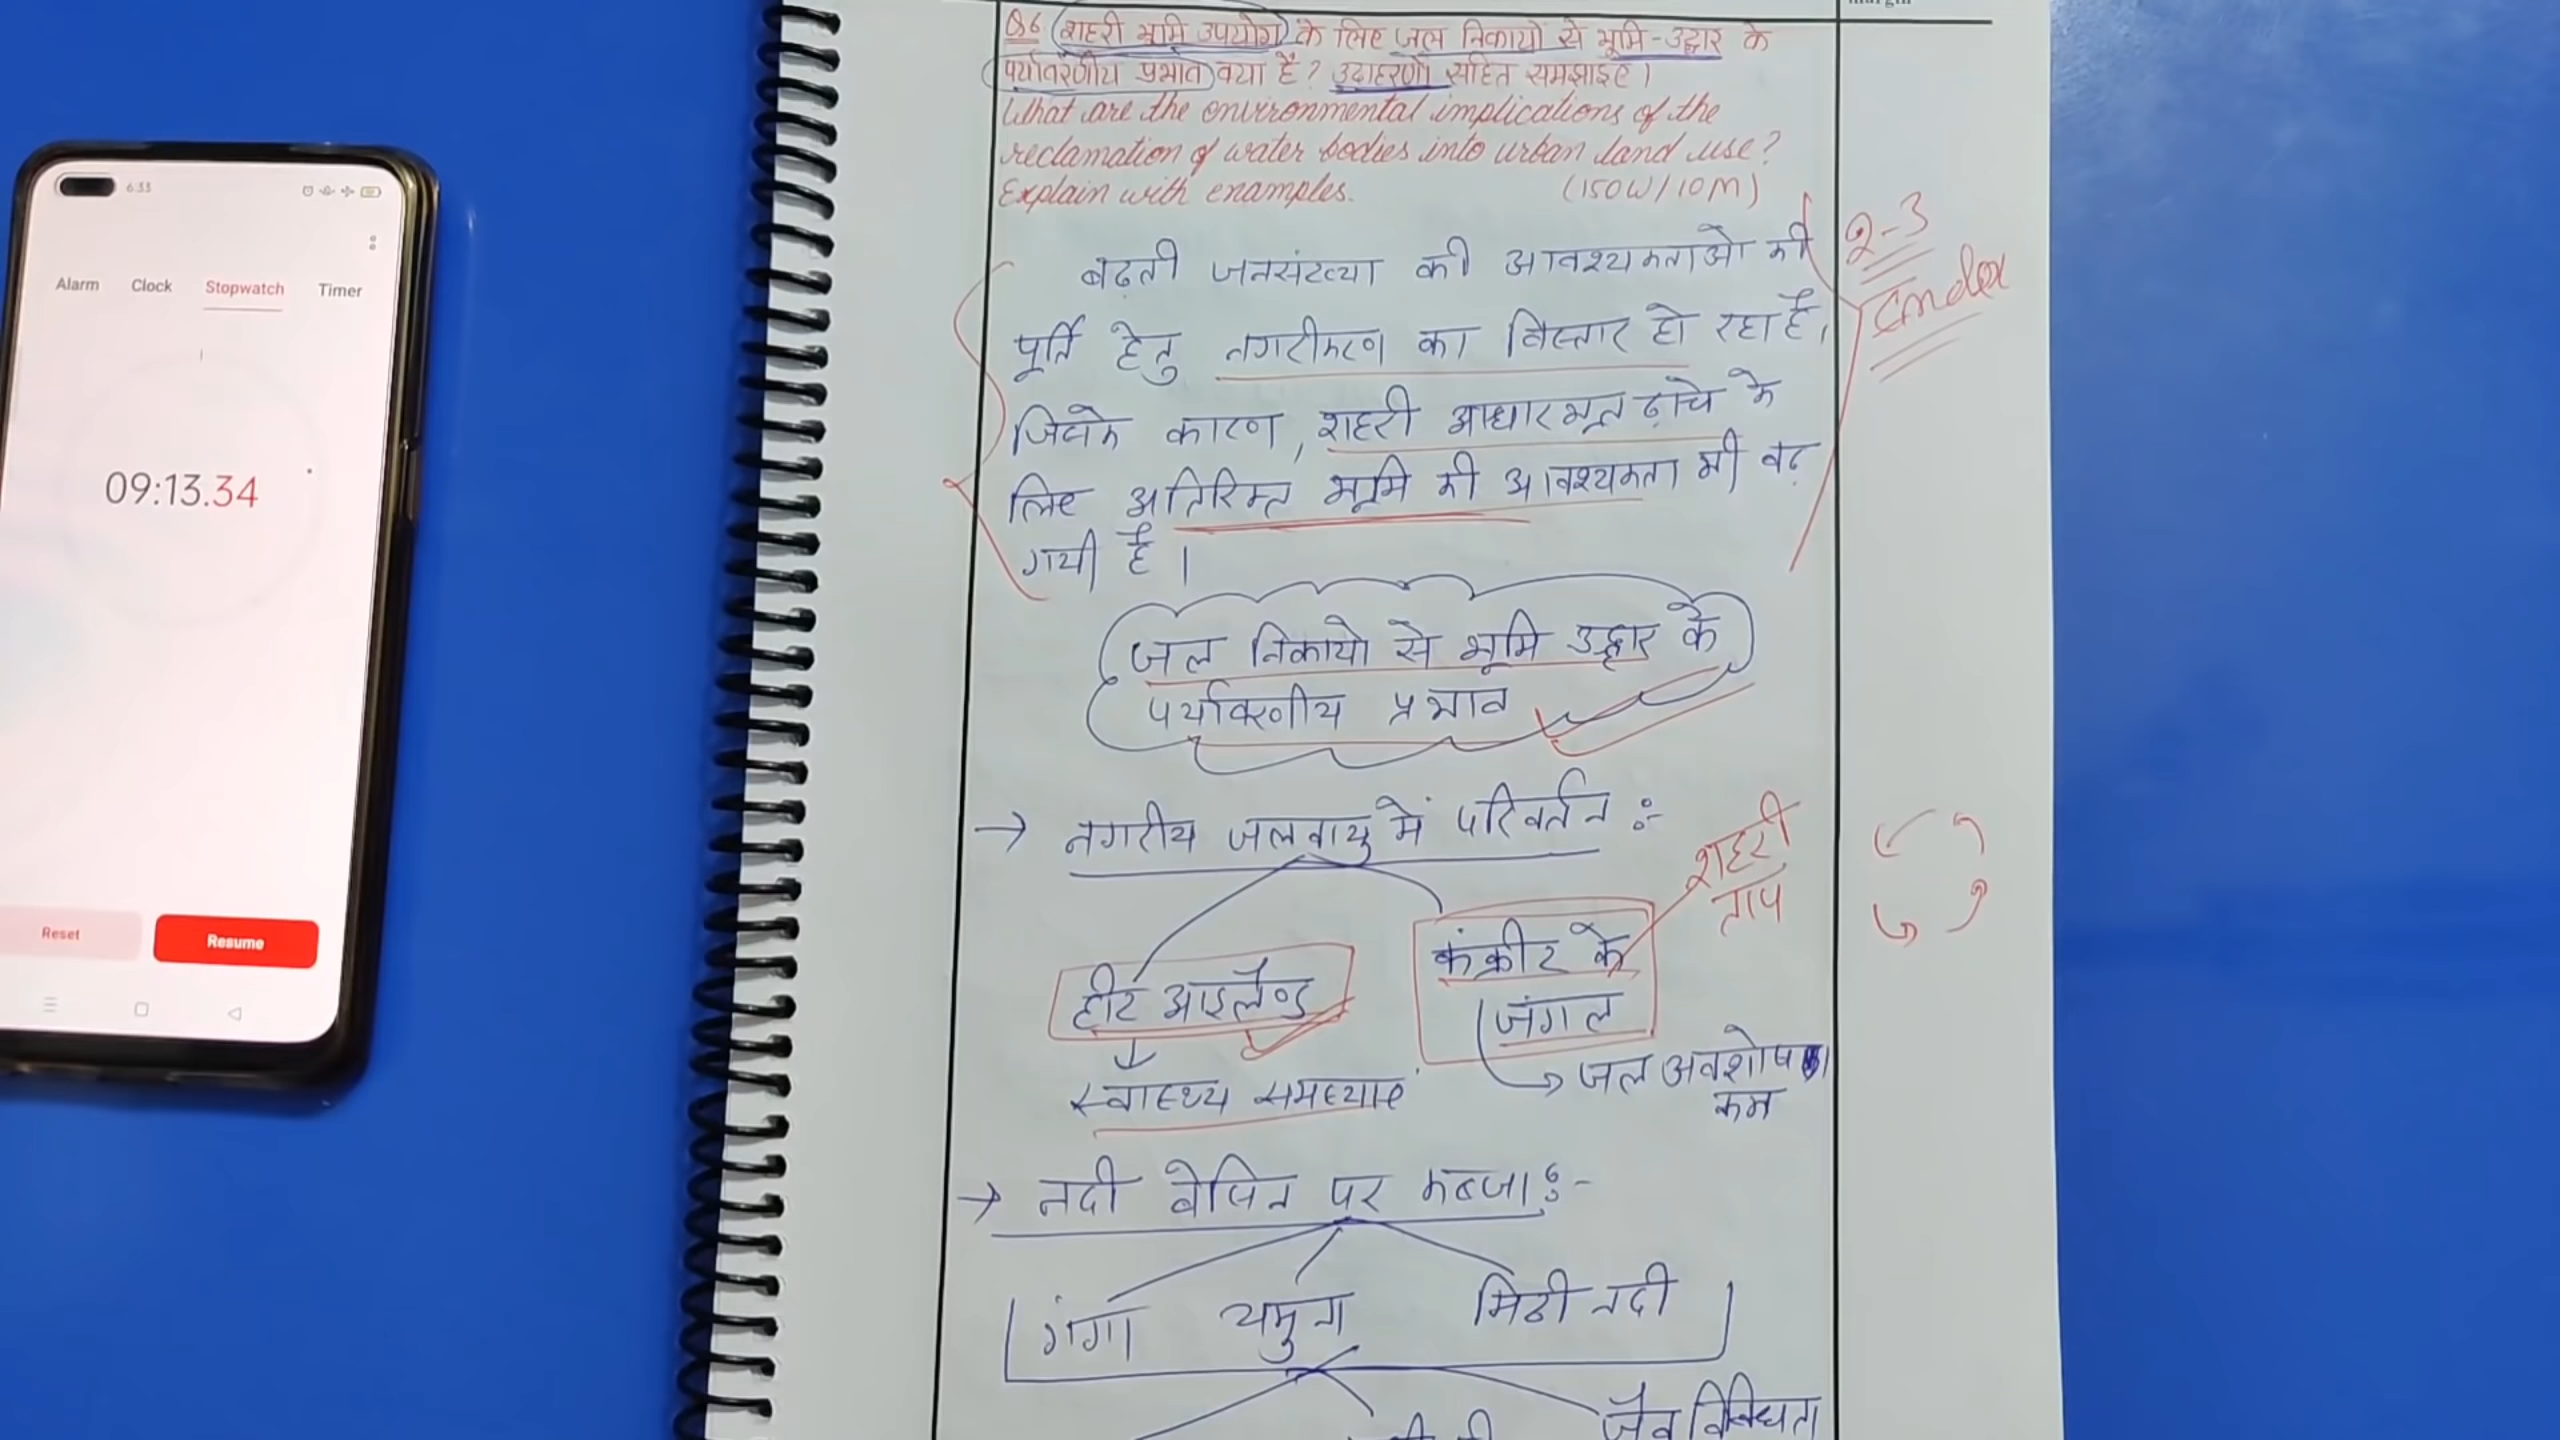 6:33
Alarm Clock Stopwatch Timer
09:13.34
Reset Resume
Q6 शहरी भूमि उपयोग के लिए जल निकायों से भूमि-उद्धार के
पर्यावरणीय प्रभाव क्या हैं? उदाहरणों सहित समझाइए।
What are the environmental implications of the
reclamation of water bodies into urban land use?
Explain with enamples. (150W/10M)
बढ़ती जनसंख्या की आवश्यकताओ की
पूर्ति हेतु नगरीकरण का विस्तार हो रहा है,
जिसके कारण, शहरी आधारभूत ढ़ांचे के
लिए अतिरिक्त भूमि की आवश्यकता भी बढ़
गयी है।
2-3
Index
जल निकायो से भूमि उद्धार के
पर्यावरणीय प्रभाव
→ नगरीय जलवायु में परिवर्तन :-
शहरी
ताप
हीट आइलैण्ड
कंक्रीट के
जंगल
स्वास्थ्य समस्याए
जल अवशोषण
कम
→ नदी बेसिन पर कब्जा :-
गंगा यमुना मिठी नदी
जैव विविधता